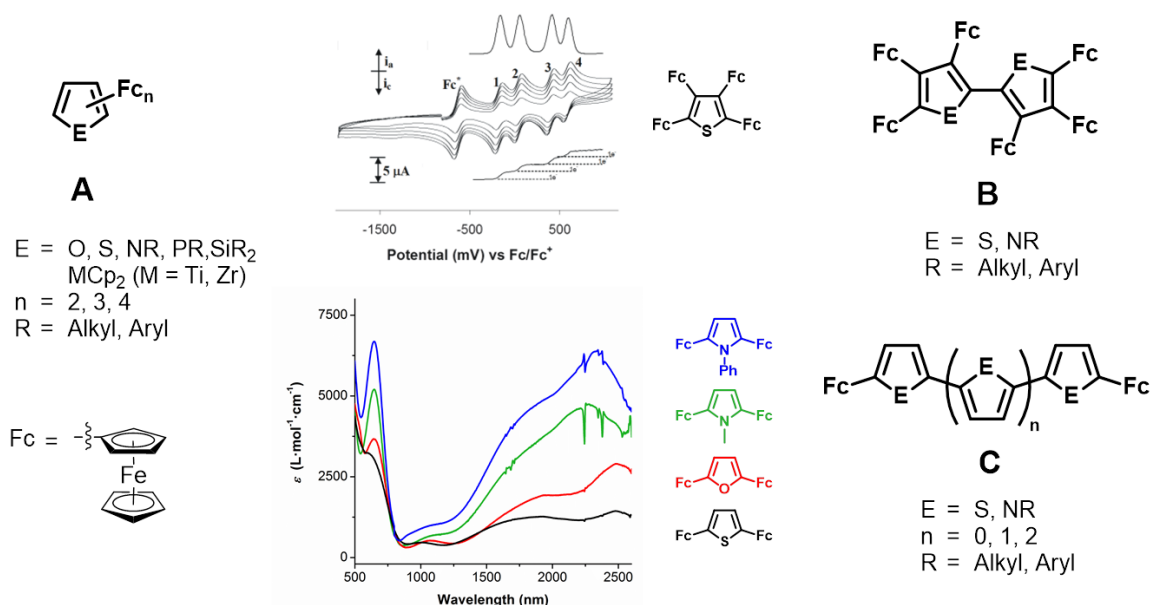 Fc_n
E
A
E = O, S, NR, PR,SiR2
MCp2 (M = Ti, Zr)
n = 2, 3, 4
R = Alkyl, Aryl
Fc =
Fe
i_a
i_c
Fc*
1
2
3
4
5 µA
-1500
-500
500
Potential (mV) vs Fc/Fc+
Fc Fc
Fc S Fc
7500
5000
2500
0
ε (L·mol⁻¹·cm⁻¹)
500 1000 1500 2000 2500
Wavelength (nm)
Fc N Fc
Ph
Fc N Fc
Fc O Fc
Fc S Fc
Fc Fc E Fc
Fc E Fc Fc
B
E = S, NR
R = Alkyl, Aryl
Fc E ( E ) n E Fc
C
E = S, NR
n = 0, 1, 2
R = Alkyl, Aryl